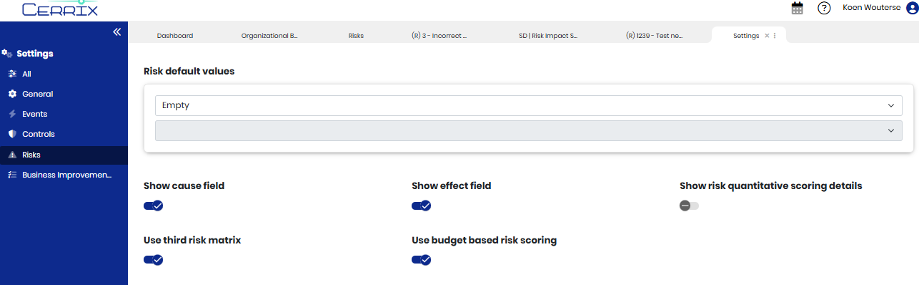 CERRIX
Koen Wouterse
Settings
All
General
Events
Controls
Risks
Business Improvemen...
Dashboard
Organizational B...
Risks
(R) 3 - Incorrect ...
SD | Risk Impact S...
(R) 1239 - Test ne...
Settings
Risk default values
Empty
Show cause field
Show effect field
Show risk quantitative scoring details
Use third risk matrix
Use budget based risk scoring